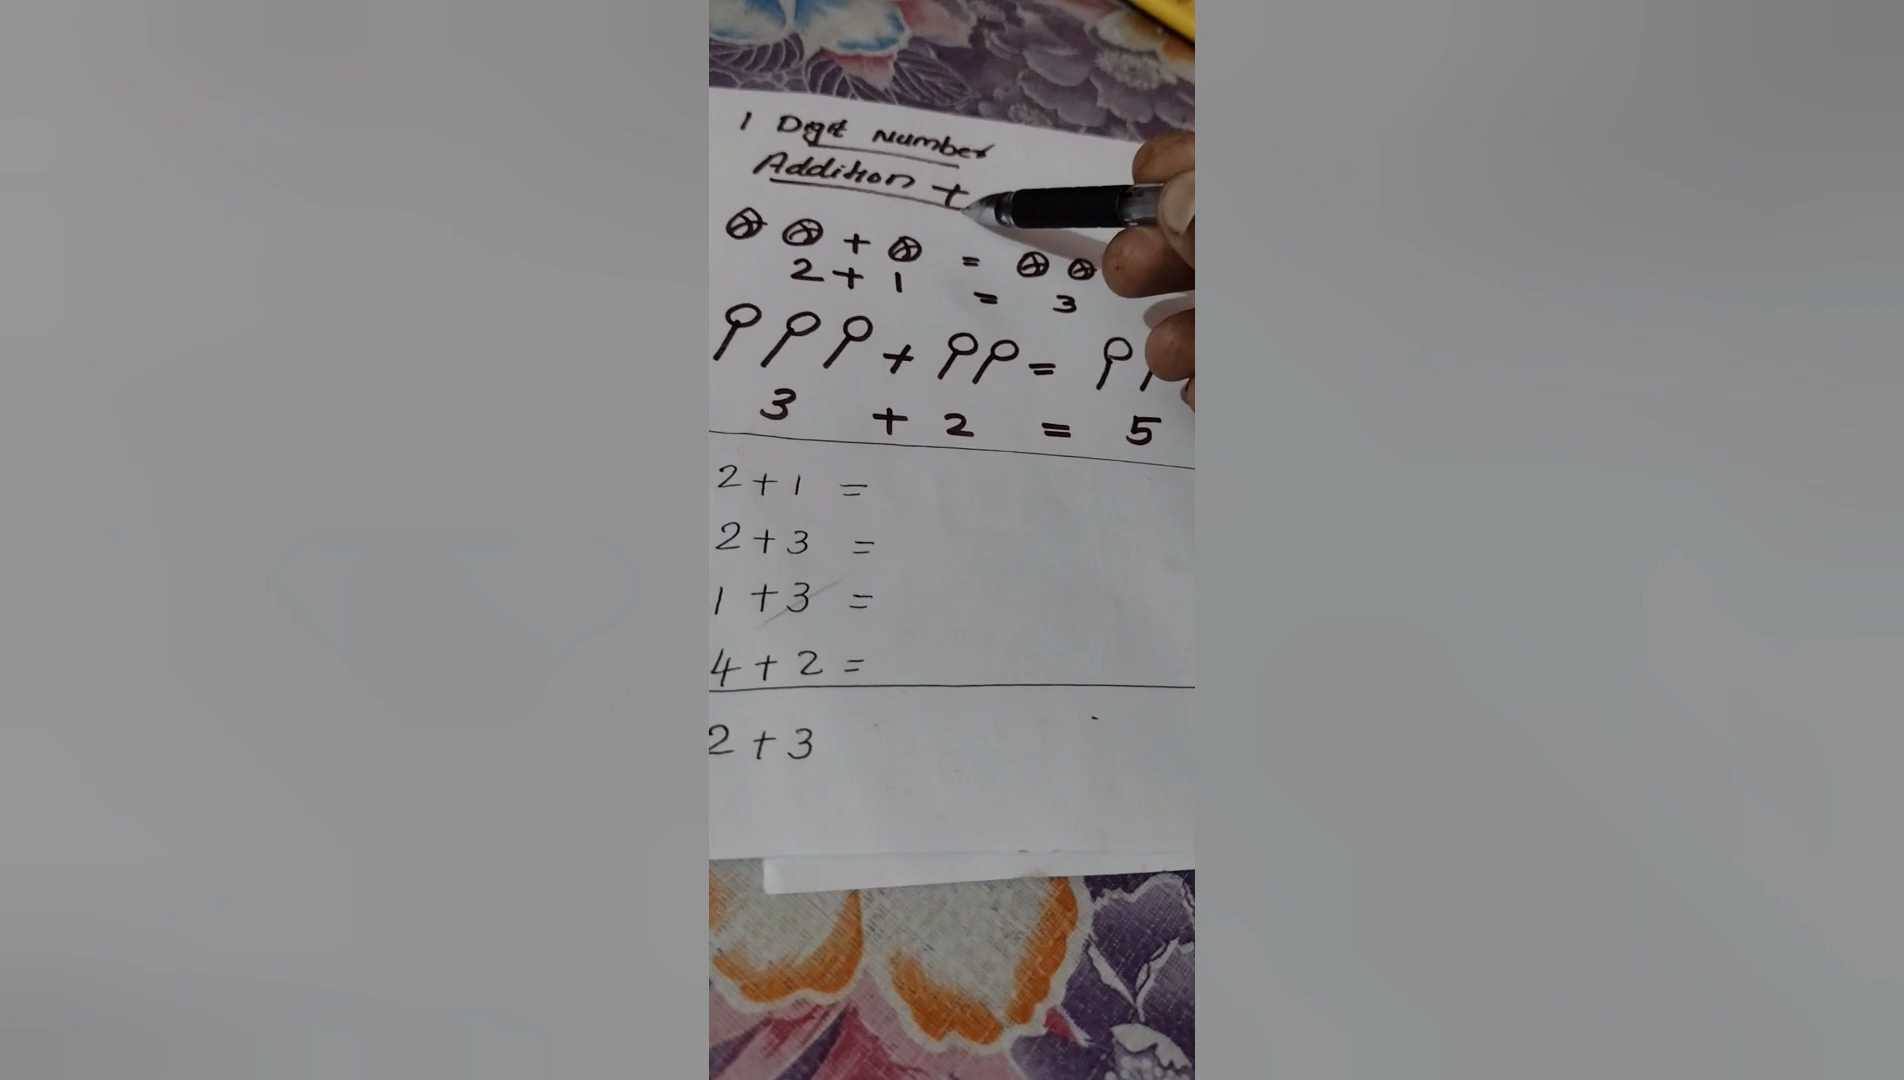 1 Digit Number
Addition +
+ =
2 + 1 = 3
+ =
3 + 2 = 5
2 + 1 =
2 + 3 =
1 + 3 =
4 + 2 =
2 + 3